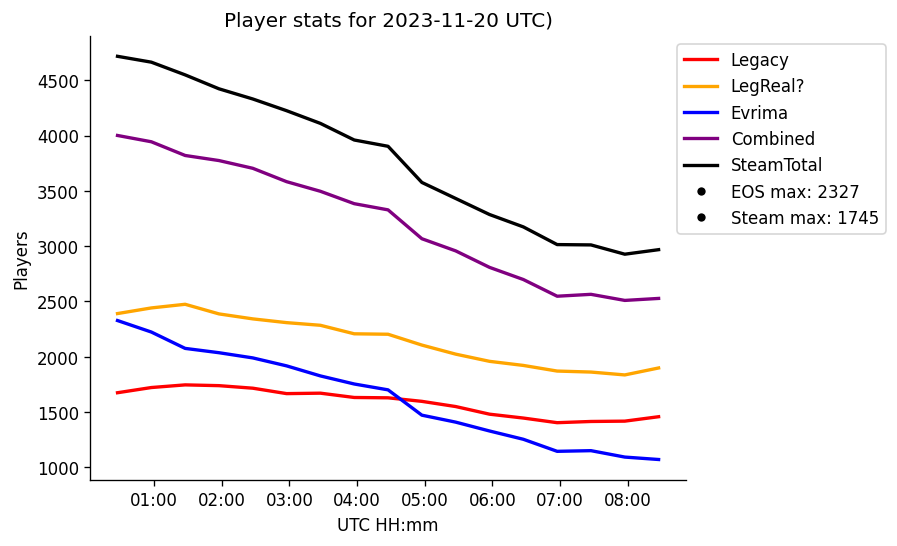 Player stats for 2023-11-20 UTC)
Legacy
LegReal?
Evrima
Combined
SteamTotal
EOS max: 2327
Steam max: 1745
Players
4500
4000
3500
3000
2500
2000
1500
1000
01:00 02:00 03:00 04:00 05:00 06:00 07:00 08:00
UTC HH:mm